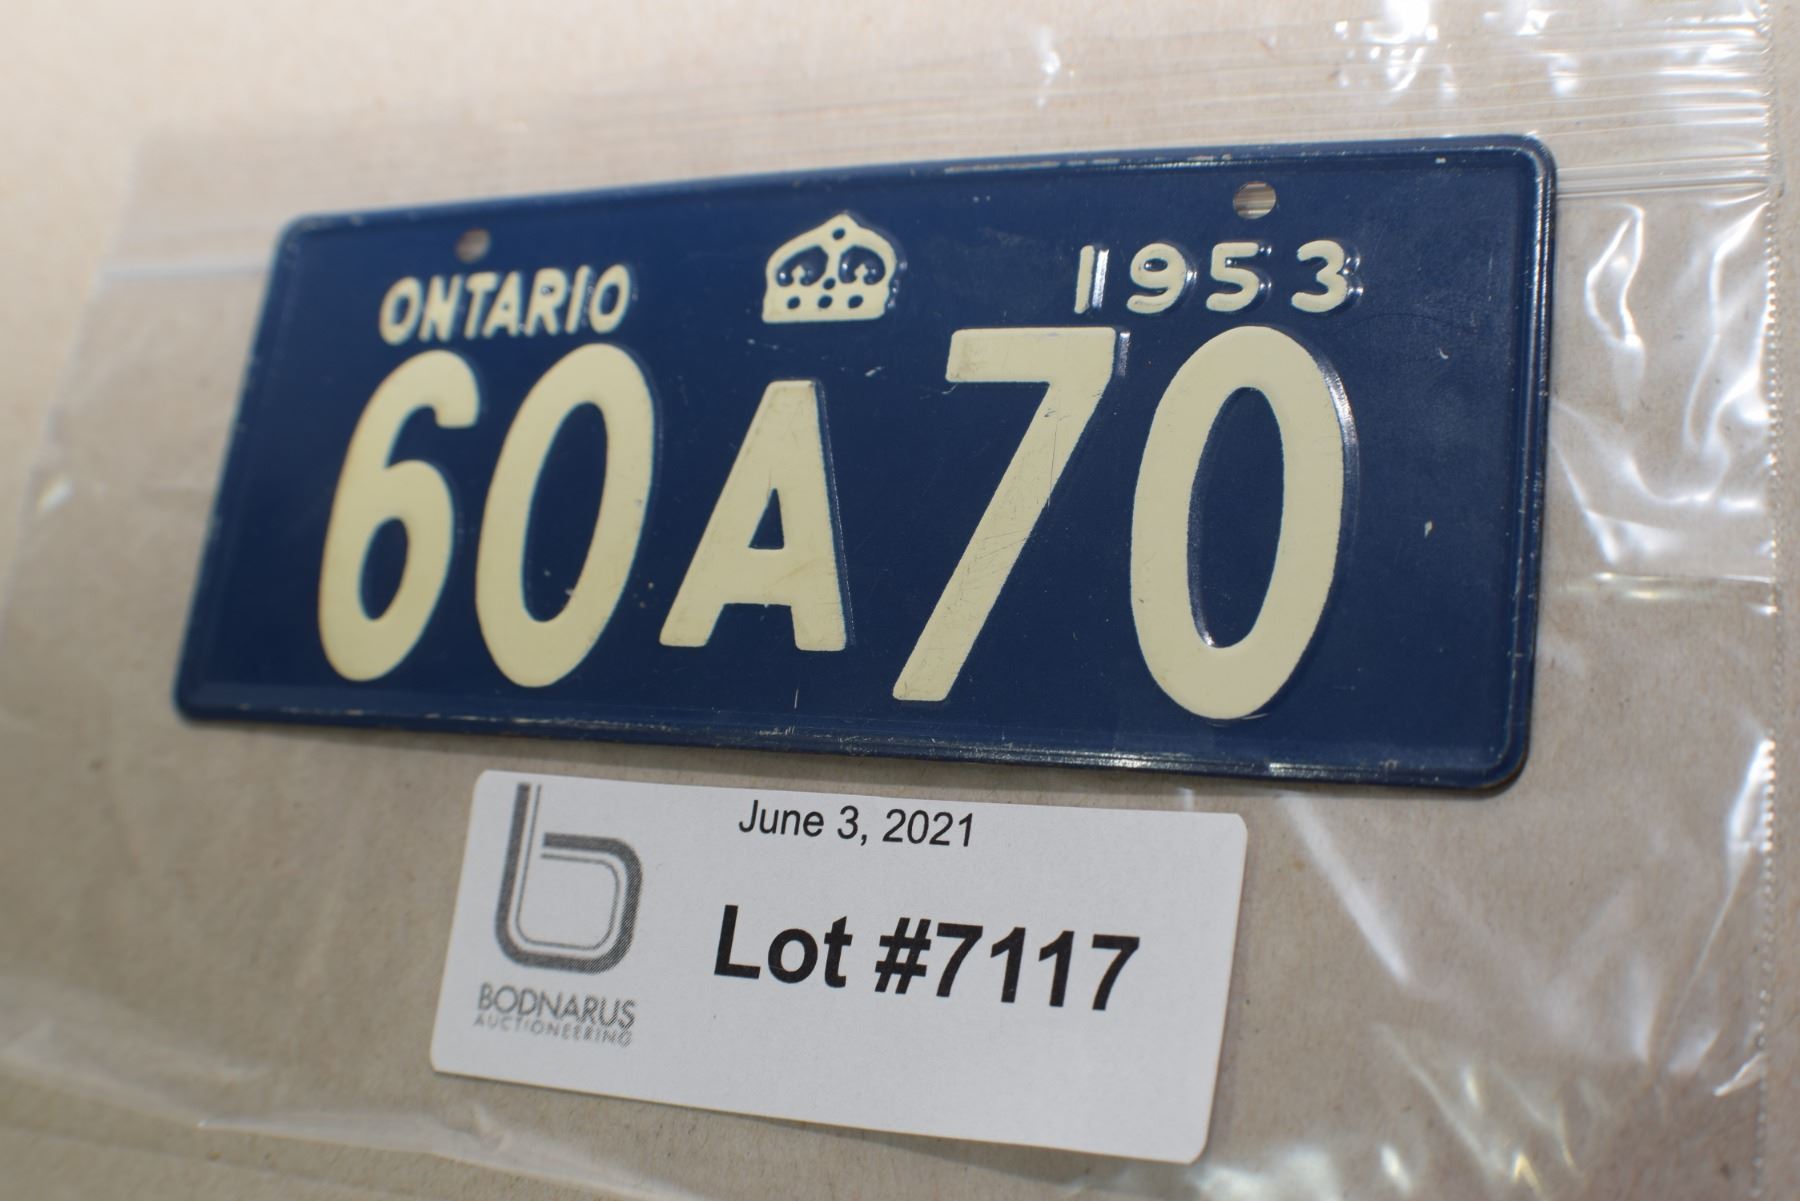 ONTARIO 1953
60A70
June 3, 2021
Lot #7117
BODNARUS
AUCTIONEERING